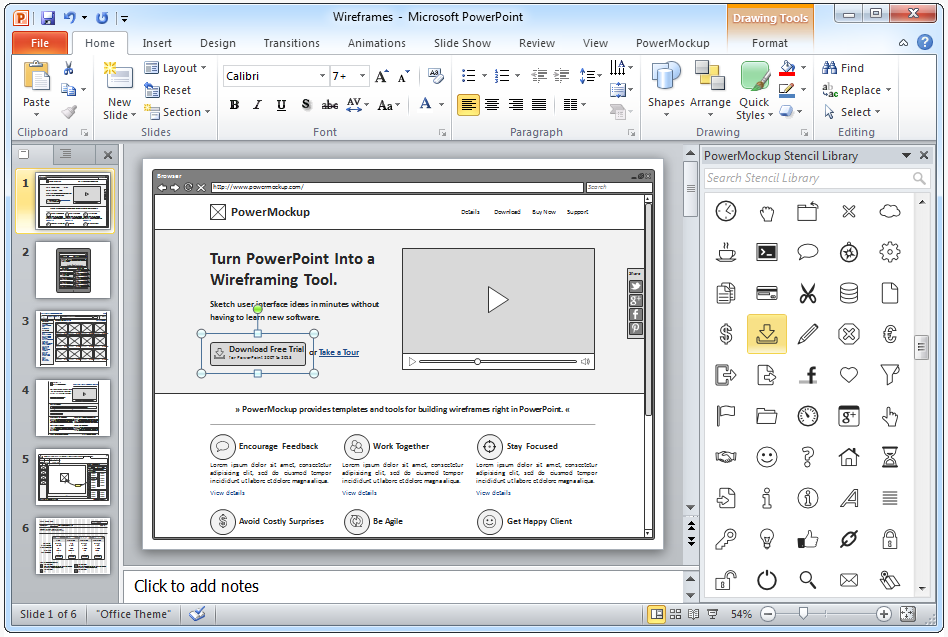 Wireframes - Microsoft PowerPoint
Drawing Tools
File Home Insert Design Transitions Animations Slide Show Review View PowerMockup Format
Paste
New Slide
Layout
Reset
Section
Calibri 7+
B I U S abc AV Aa A
Shapes Arrange Quick Styles
Find
Replace
Select
Clipboard Slides Font Paragraph Drawing Editing
1
2
3
4
5
6
Browser
http://www.powermockup.com/ Search
PowerMockup
Details Download Buy Now Support
Turn PowerPoint Into a
Wireframing Tool.
Sketch user interface ideas in minutes without
having to learn new software.
Download Free Trial
for PowerPoint 2007 to 2013
or Take a Tour
Share
» PowerMockup provides templates and tools for building wireframes right in PowerPoint. «
Encourage Feedback
Lorem ipsum dolor sit amet, consectetur
adipiscing elit, sed do eiusmod tempor
incididunt ut labore et dolore magna aliqua.
View details
Work Together
Lorem ipsum dolor sit amet, consectetur
adipiscing elit, sed do eiusmod tempor
incididunt ut labore et dolore magna aliqua.
View details
Stay Focused
Lorem ipsum dolor sit amet, consectetur
adipiscing elit, sed do eiusmod tempor
incididunt ut labore et dolore magna aliqua.
View details
Avoid Costly Surprises
Be Agile
Get Happy Client
PowerMockup Stencil Library
Search Stencil Library
Click to add notes
Slide 1 of 6 "Office Theme" 54%